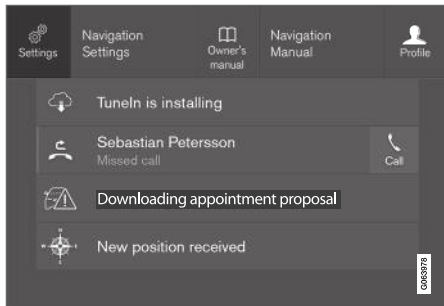 Settings
Navigation Settings
Owner's manual
Navigation Manual
Profile
TuneIn is installing
Sebastian Petersson
Missed call
Call
Downloading appointment proposal
New position received
G063978